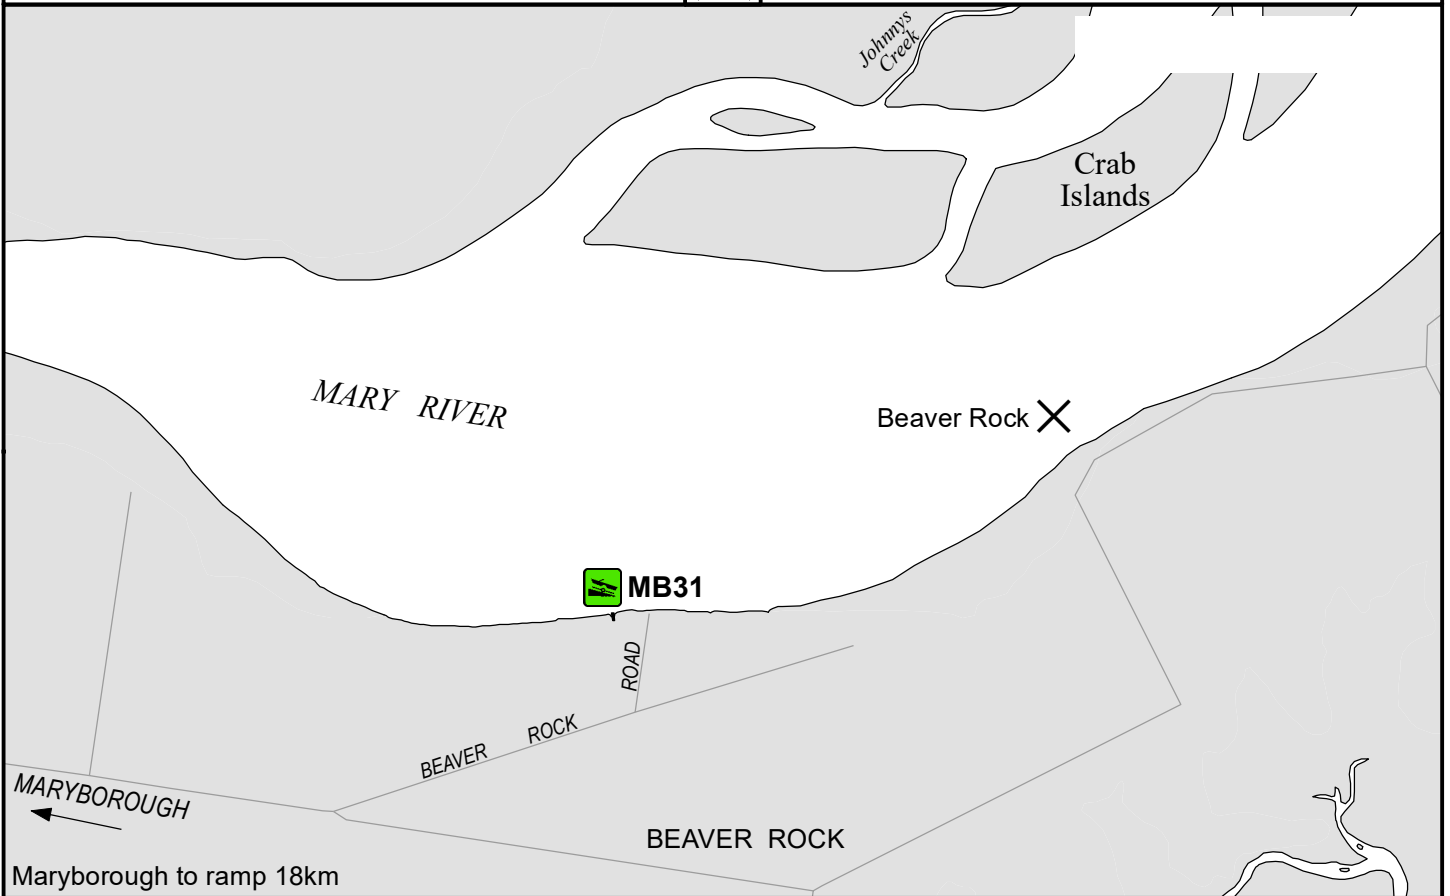 Johnnys
Creek
Crab
Islands
MARY RIVER
Beaver Rock
MB31
ROAD
BEAVER ROCK
MARYBOROUGH
BEAVER ROCK
Maryborough to ramp 18km